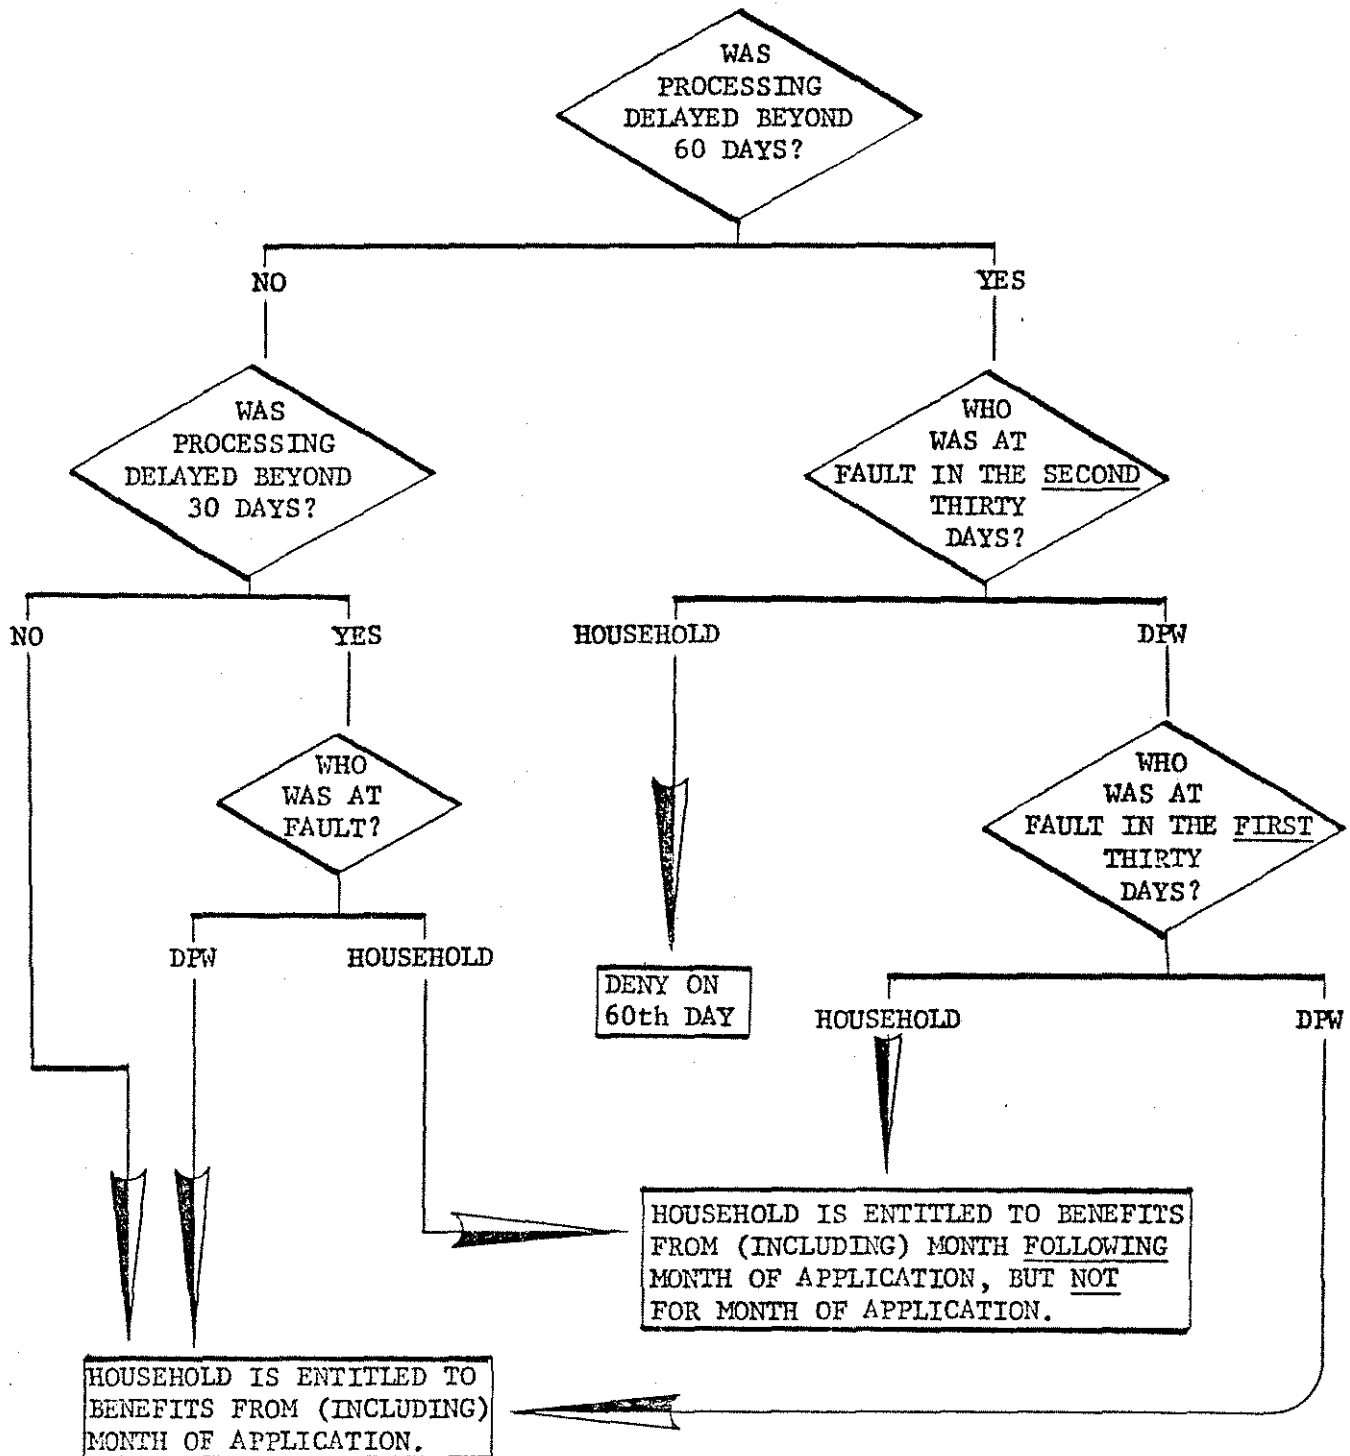 WAS
PROCESSING
DELAYED BEYOND
60 DAYS?
NO
YES
WAS
PROCESSING
DELAYED BEYOND
30 DAYS?
WHO
WAS AT
FAULT IN THE SECOND
THIRTY
DAYS?
NO
YES
HOUSEHOLD
DPW
WHO
WAS AT
FAULT?
WHO
WAS AT
FAULT IN THE FIRST
THIRTY
DAYS?
DPW
HOUSEHOLD
DENY ON
60th DAY
HOUSEHOLD
DPW
HOUSEHOLD IS ENTITLED TO BENEFITS
FROM (INCLUDING) MONTH FOLLOWING
MONTH OF APPLICATION, BUT NOT
FOR MONTH OF APPLICATION.
HOUSEHOLD IS ENTITLED TO
BENEFITS FROM (INCLUDING)
MONTH OF APPLICATION.